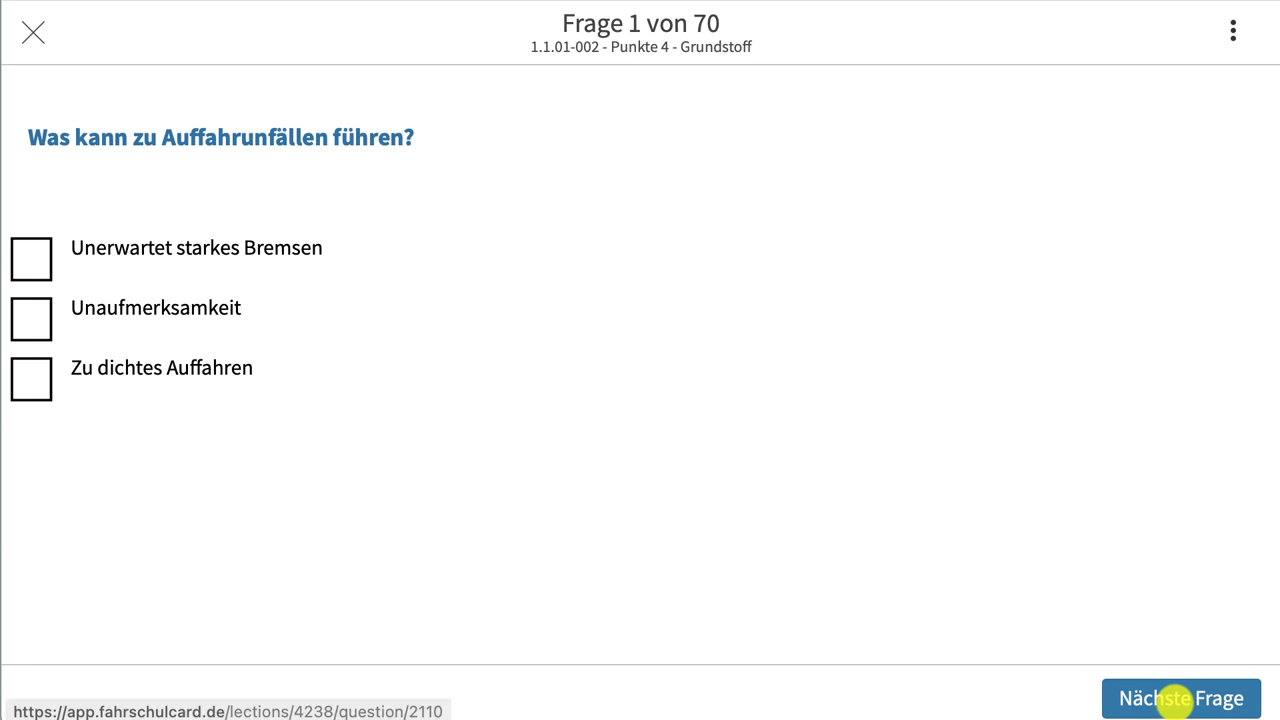 Frage 1 von 70
1.1.01-002 - Punkte 4 - Grundstoff
Was kann zu Auffahrunfällen führen?
Unerwartet starkes Bremsen
Unaufmerksamkeit
Zu dichtes Auffahren
Nächste Frage
https://app.fahrschulcard.de/lections/4238/question/2110